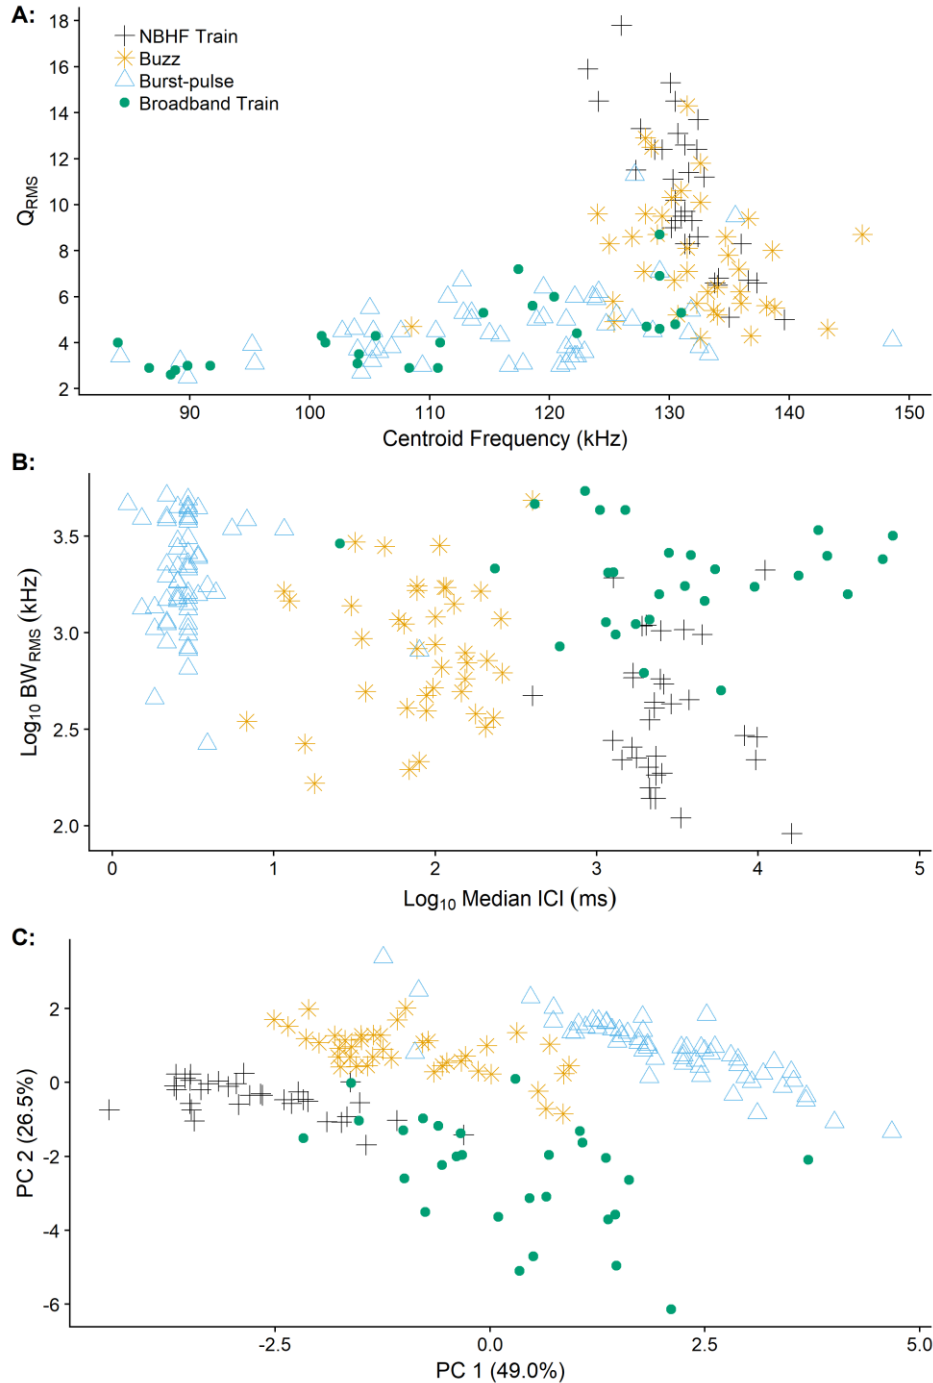 A:
18
16
14
12
10
8
6
4
2
Q_RMS
NBHF Train
Buzz
Burst-pulse
Broadband Train
90 100 110 120 130 140 150
Centroid Frequency (kHz)
B:
3.5
3.0
2.5
2.0
Log₁₀ BW_RMS (kHz)
0 1 2 3 4 5
Log₁₀ Median ICI (ms)
C:
2
0
-2
-4
-6
PC 2 (26.5%)
-2.5 0.0 2.5 5.0
PC 1 (49.0%)